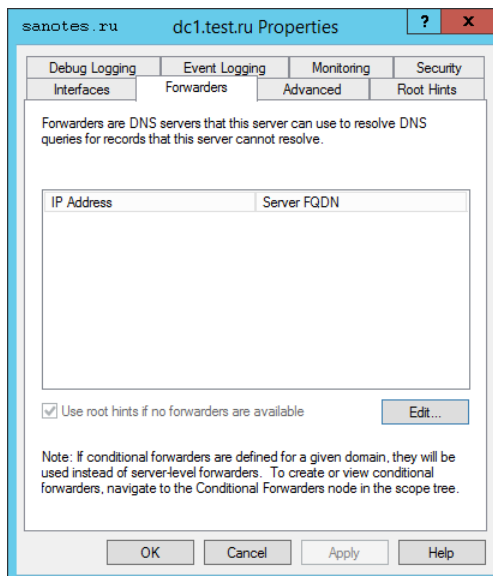 sanotes.ru
dc1.test.ru Properties
?
x
Debug Logging
Event Logging
Monitoring
Security
Interfaces
Forwarders
Advanced
Root Hints
Forwarders are DNS servers that this server can use to resolve DNS
queries for records that this server cannot resolve.
IP Address
Server FQDN
Use root hints if no forwarders are available
Edit...
Note: If conditional forwarders are defined for a given domain, they will be
used instead of server-level forwarders. To create or view conditional
forwarders, navigate to the Conditional Forwarders node in the scope tree.
OK
Cancel
Apply
Help